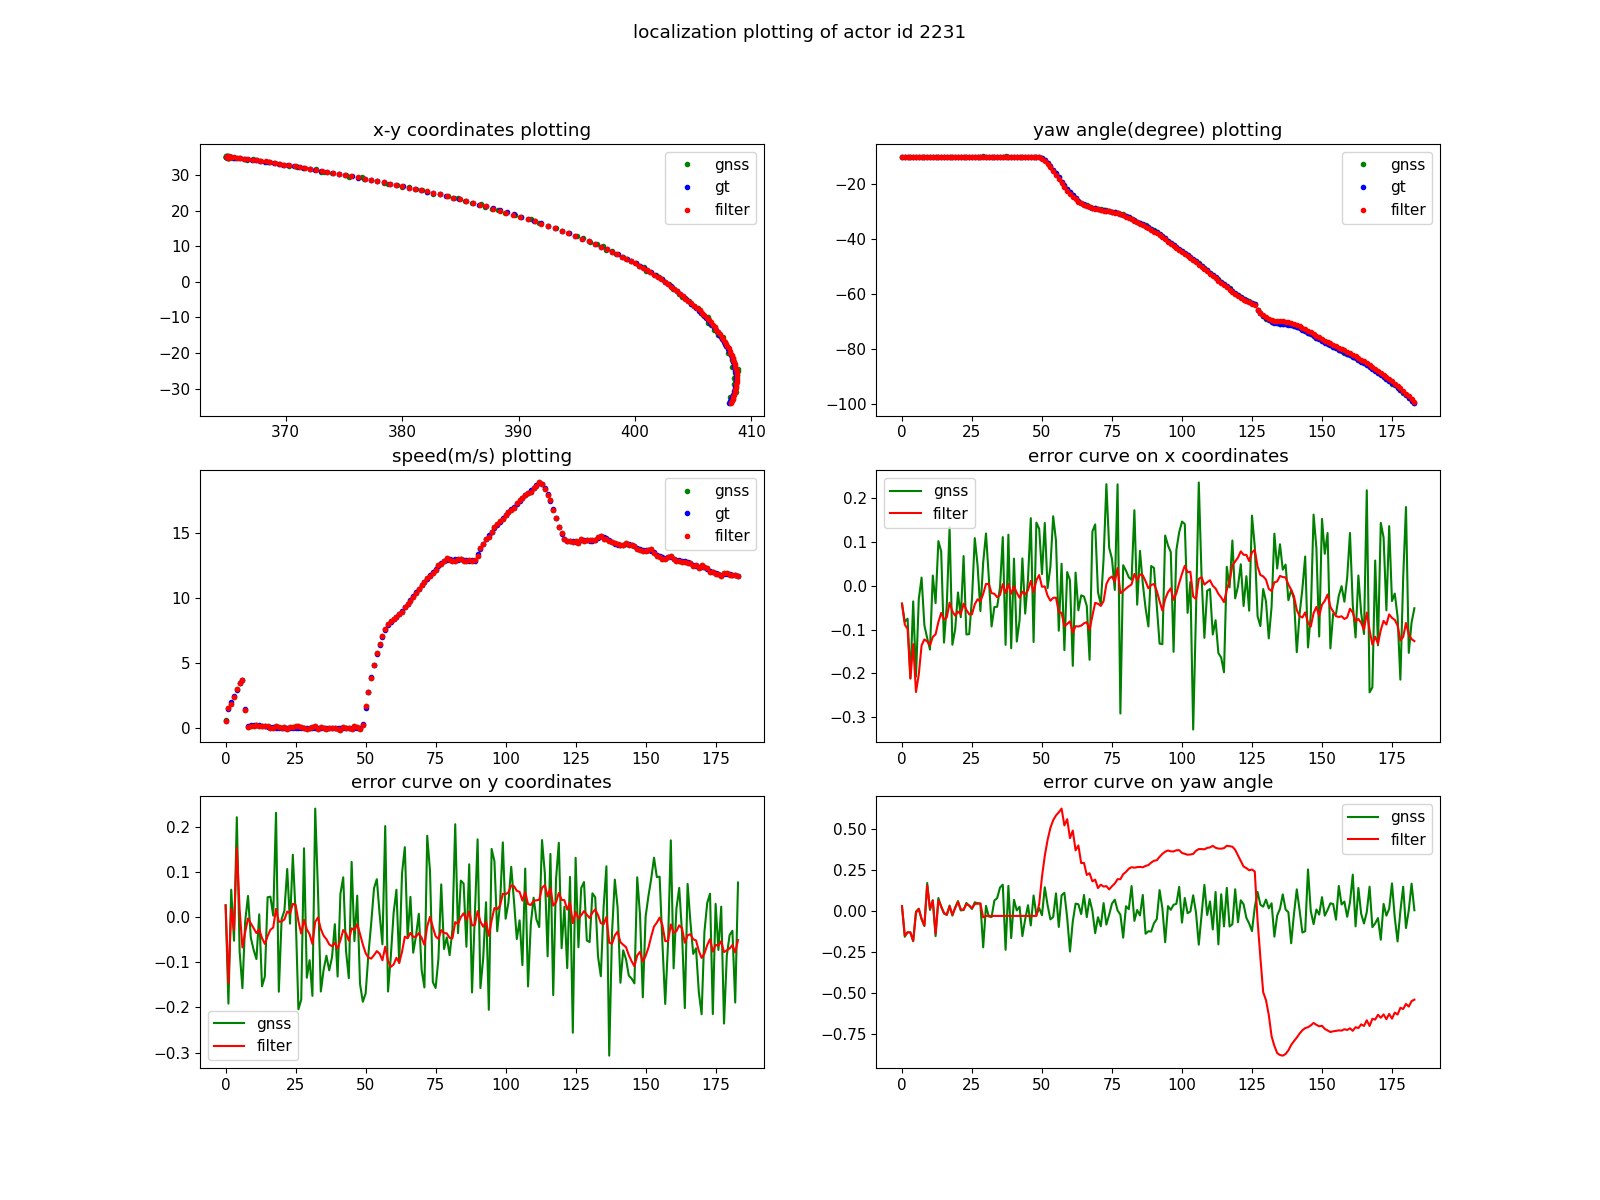 localization plotting of actor id 2231
x-y coordinates plotting
30
20
10
0
−10
−20
−30
370 380 390 400 410
gnss
gt
filter
yaw angle(degree) plotting
−20
−40
−60
−80
−100
0 25 50 75 100 125 150 175
gnss
gt
filter
speed(m/s) plotting
15
10
5
0
0 25 50 75 100 125 150 175
gnss
gt
filter
error curve on x coordinates
0.2
0.1
0.0
−0.1
−0.2
−0.3
0 25 50 75 100 125 150 175
gnss
filter
error curve on y coordinates
0.2
0.1
0.0
−0.1
−0.2
−0.3
0 25 50 75 100 125 150 175
gnss
filter
error curve on yaw angle
0.50
0.25
0.00
−0.25
−0.50
−0.75
0 25 50 75 100 125 150 175
gnss
filter